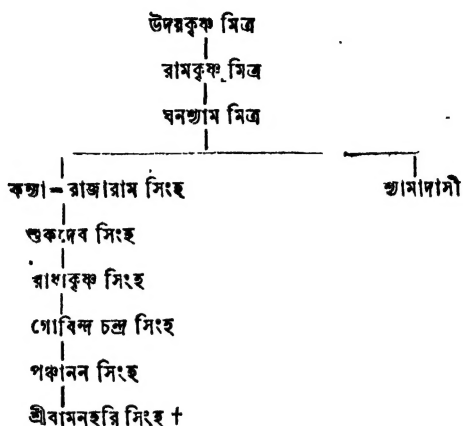 উদয়কৃষ্ণ মিত্র
রামকৃষ্ণ মিত্র
ঘনশ্যাম মিত্র
কন্যা = রাজারাম সিংহ শ্যামাদাসী
শুকদেব সিংহ
রাধাকৃষ্ণ সিংহ
গোবিন্দ চন্দ্র সিংহ
পঞ্চানন সিংহ
শ্রীবামনহরি সিংহ †